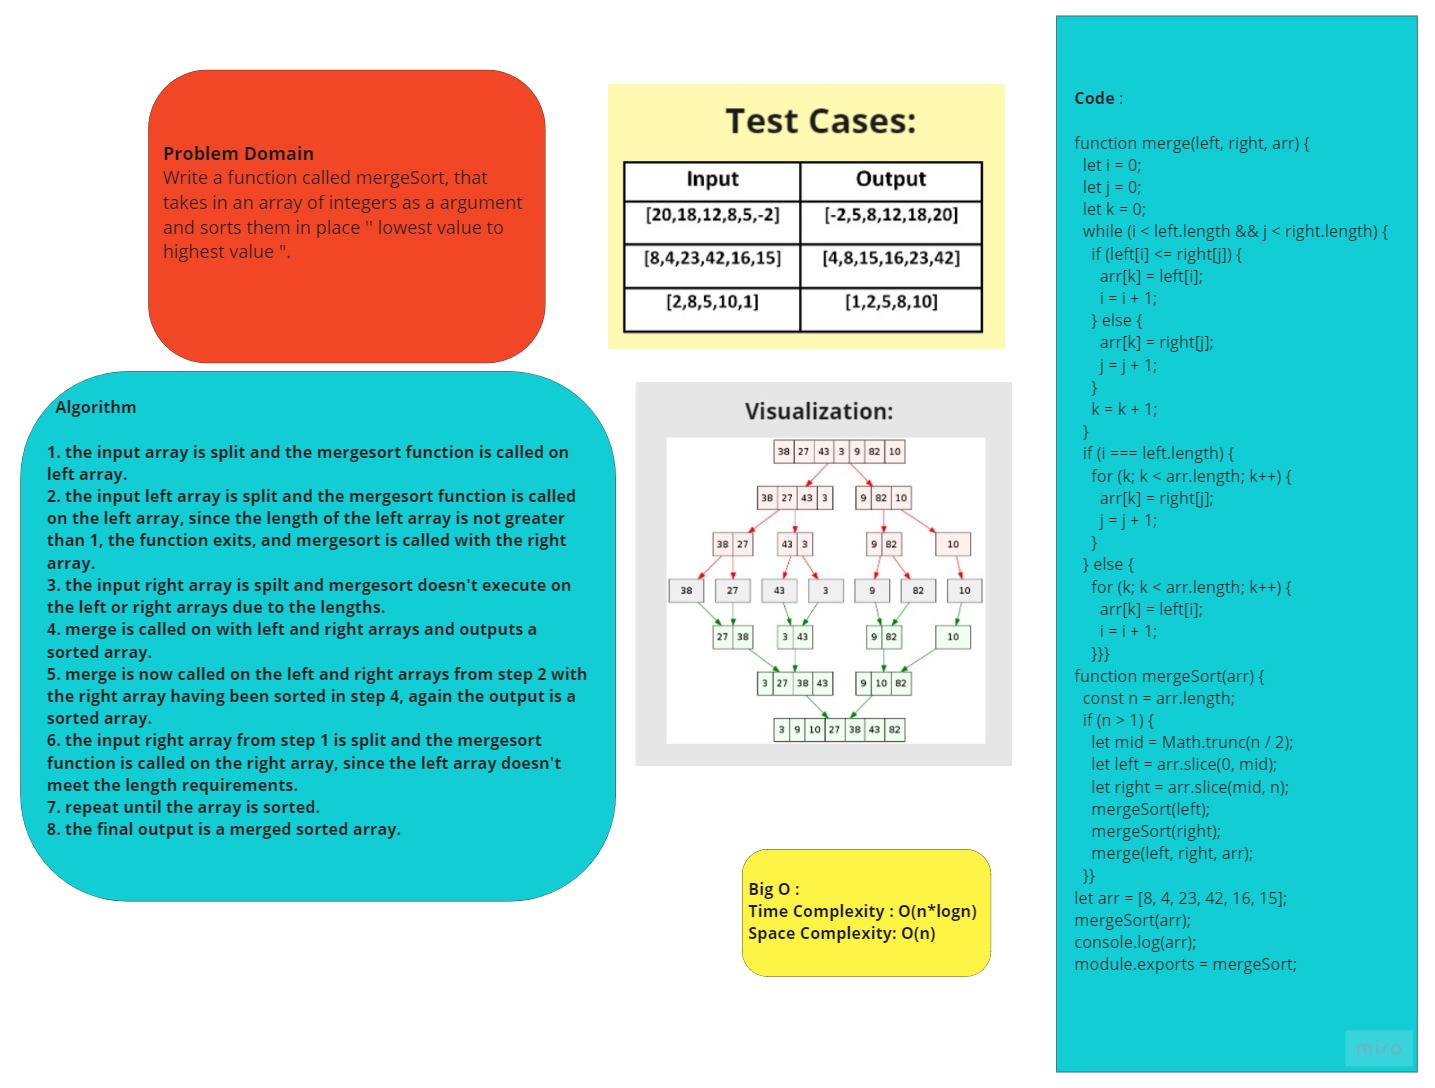 Problem Domain
Write a function called mergeSort, that
takes in an array of integers as a argument
and sorts them in place " lowest value to
highest value ".
Test Cases:
Input Output
[20,18,12,8,5,-2] [-2,5,8,12,18,20]
[8,4,23,42,16,15] [4,8,15,16,23,42]
[2,8,5,10,1] [1,2,5,8,10]
Algorithm
1. the input array is split and the mergesort function is called on
left array.
2. the input left array is split and the mergesort function is called
on the left array, since the length of the left array is not greater
than 1, the function exits, and mergesort is called with the right
array.
3. the input right array is spilt and mergesort doesn't execute on
the left or right arrays due to the lengths.
4. merge is called on with left and right arrays and outputs a
sorted array.
5. merge is now called on the left and right arrays from step 2 with
the right array having been sorted in step 4, again the output is a
sorted array.
6. the input right array from step 1 is split and the mergesort
function is called on the right array, since the left array doesn't
meet the length requirements.
7. repeat until the array is sorted.
8. the final output is a merged sorted array.
Visualization:
38 27 43 3 9 82 10
38 27 43 3 9 82 10
38 27 43 3 9 82 10
38 27 43 3 9 82 10
27 38 3 43 9 82 10
3 27 38 43 9 10 82
3 9 10 27 38 43 82
Big O :
Time Complexity : O(n*logn)
Space Complexity: O(n)
Code :
function merge(left, right, arr) {
let i = 0;
let j = 0;
let k = 0;
while (i < left.length && j < right.length) {
if (left[i] <= right[j]) {
arr[k] = left[i];
i = i + 1;
} else {
arr[k] = right[j];
j = j + 1;
}
k = k + 1;
}
if (i === left.length) {
for (k; k < arr.length; k++) {
arr[k] = right[j];
j = j + 1;
}
} else {
for (k; k < arr.length; k++) {
arr[k] = left[i];
i = i + 1;
}}}
function mergeSort(arr) {
const n = arr.length;
if (n > 1) {
let mid = Math.trunc(n / 2);
let left = arr.slice(0, mid);
let right = arr.slice(mid, n);
mergeSort(left);
mergeSort(right);
merge(left, right, arr);
}}
let arr = [8, 4, 23, 42, 16, 15];
mergeSort(arr);
console.log(arr);
module.exports = mergeSort;
miro